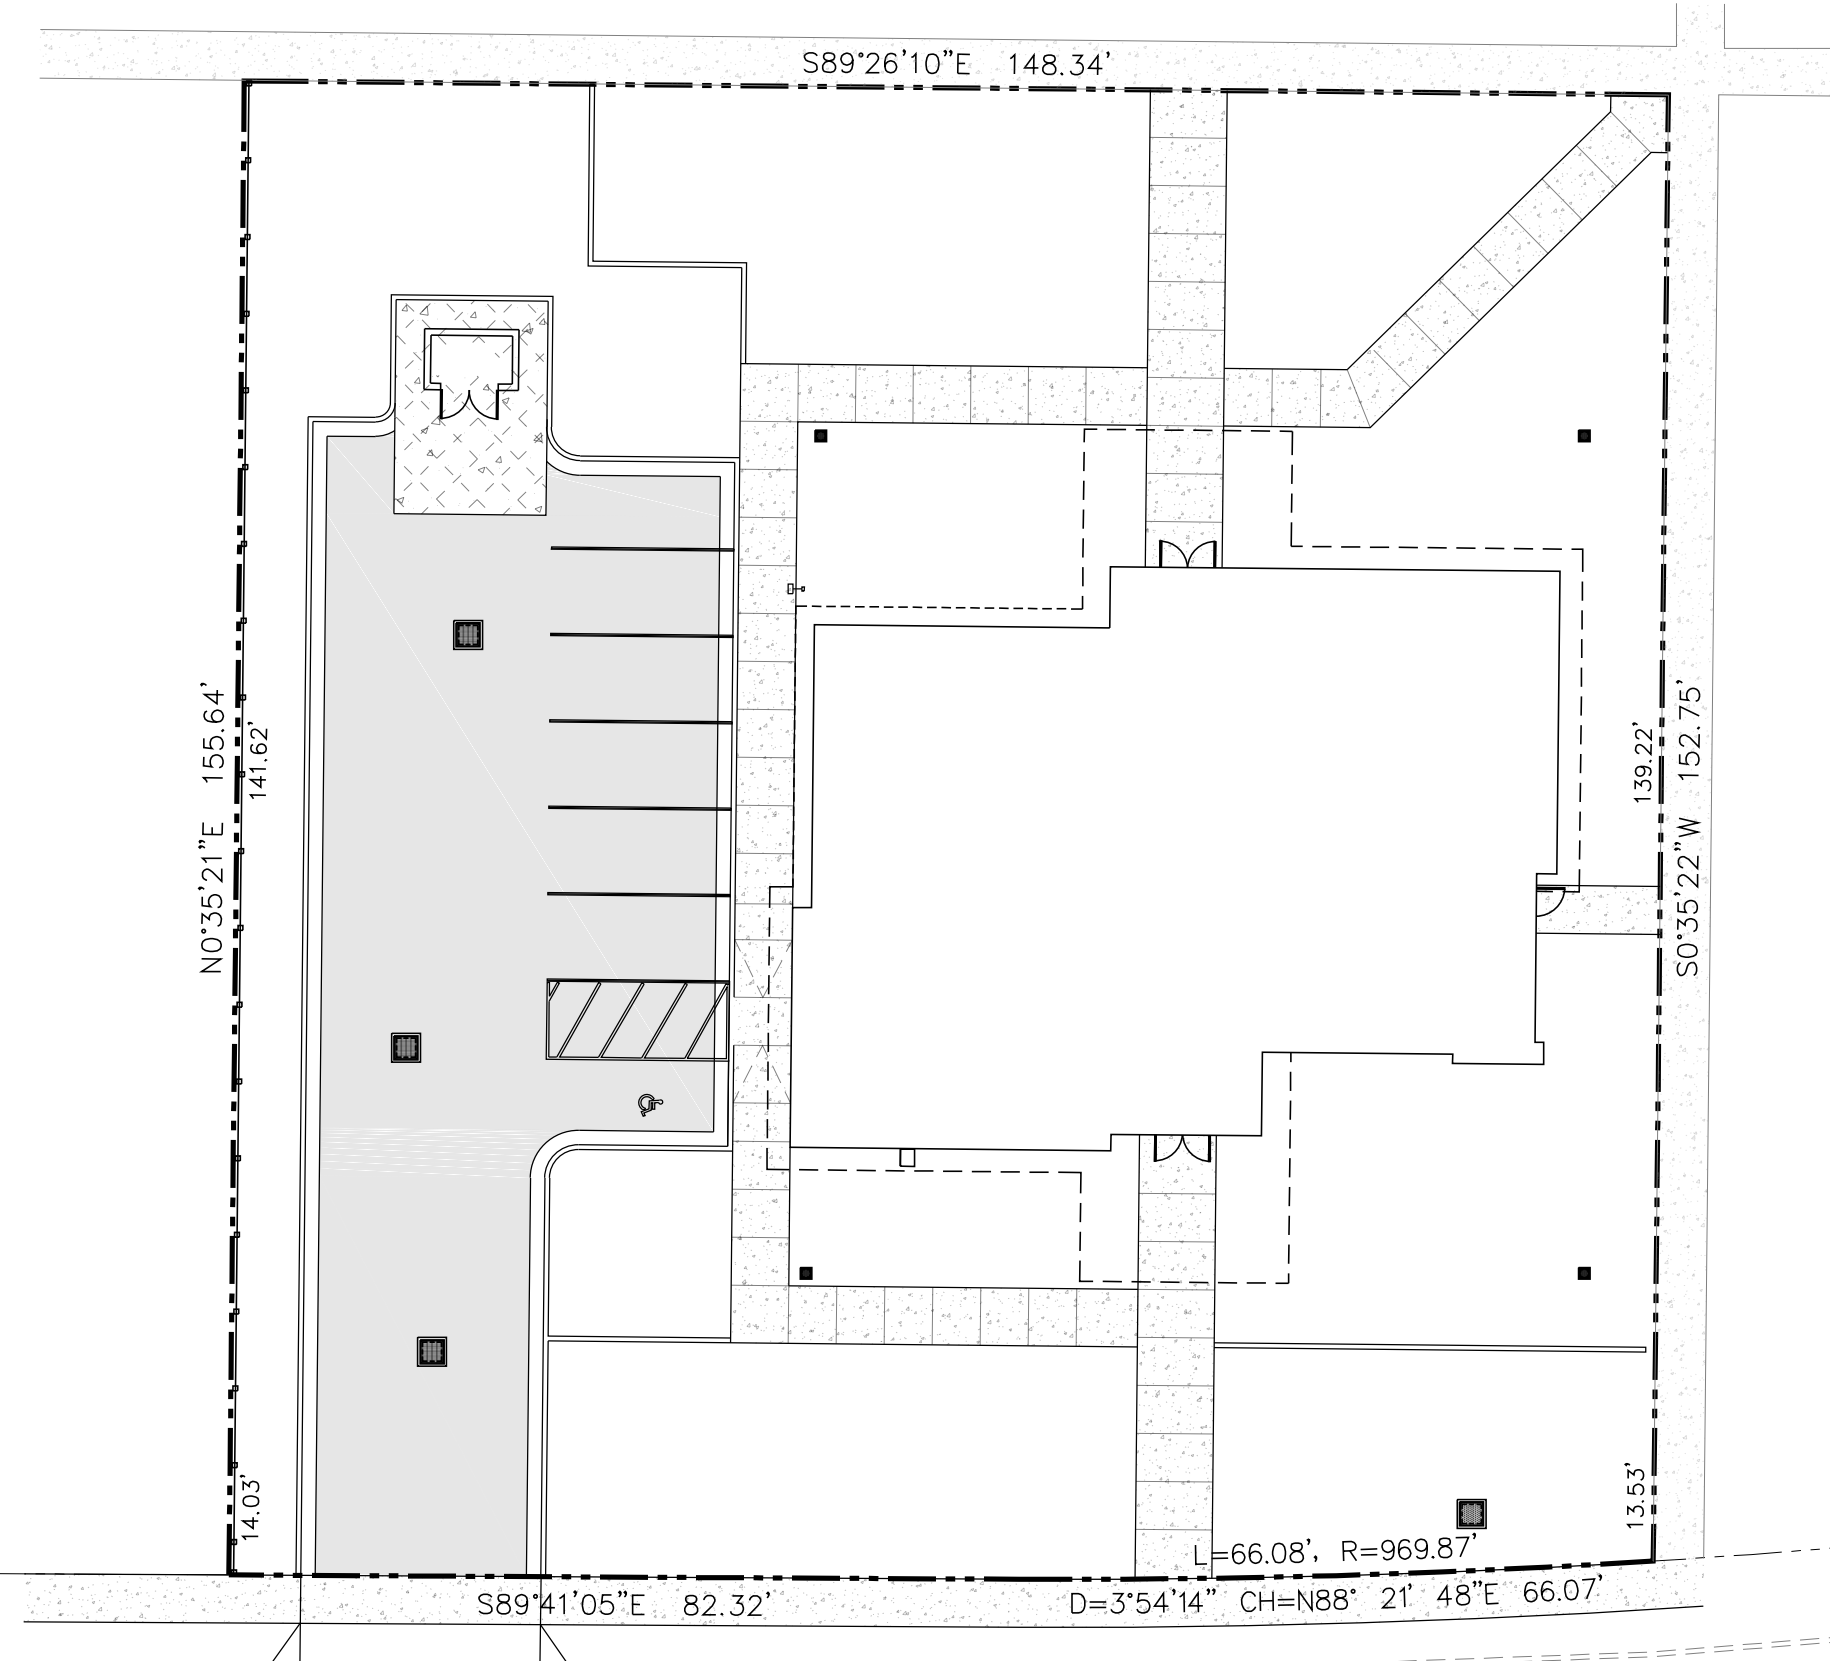 S89°26'10"E 148.34'
N0°35'21"E 155.64'
141.62'
139.22'
S0°35'22"W 152.75'
14.03'
13.53'
L=66.08', R=969.87'
S89°41'05"E 82.32'
D=3°54'14" CH=N88° 21' 48"E 66.07'